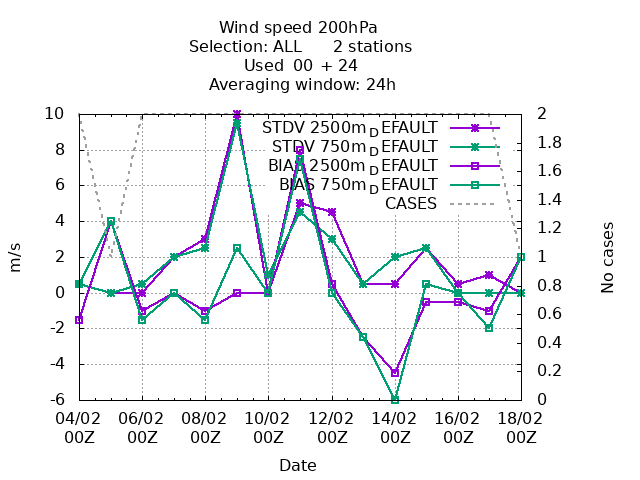 Wind speed 200hPa
Selection: ALL 2 stations
Used 00 + 24
Averaging window: 24h
10
8
6
4
2
0
-2
-4
-6
m/s
2
1.8
1.6
1.4
1.2
1
0.8
0.6
0.4
0.2
0
No cases
STDV 2500m_DEFAULT
STDV 750m_DEFAULT
BIAS 2500m_DEFAULT
BIAS 750m_DEFAULT
CASES
04/02 06/02 08/02 10/02 12/02 14/02 16/02 18/02
00Z 00Z 00Z 00Z 00Z 00Z 00Z 00Z
Date